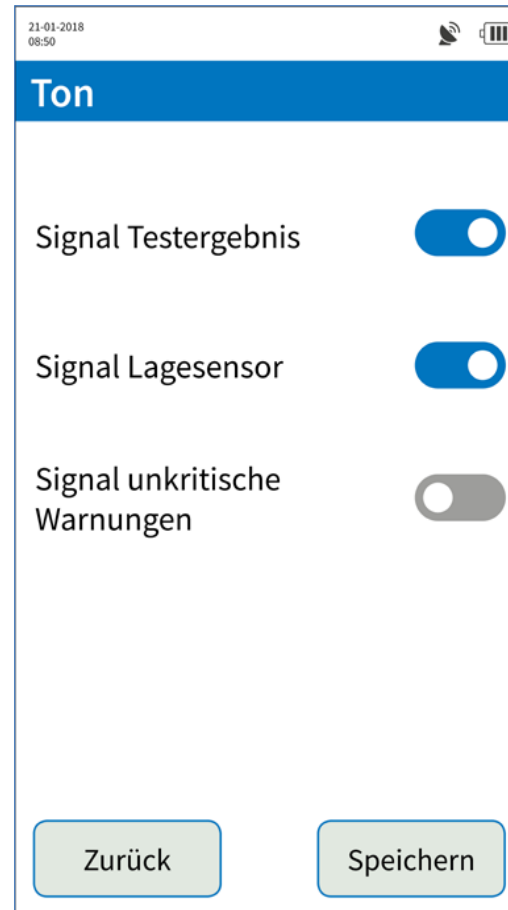 21-01-2018
08:50
Ton
Signal Testergebnis
Signal Lagesensor
Signal unkritische
Warnungen
Zurück
Speichern